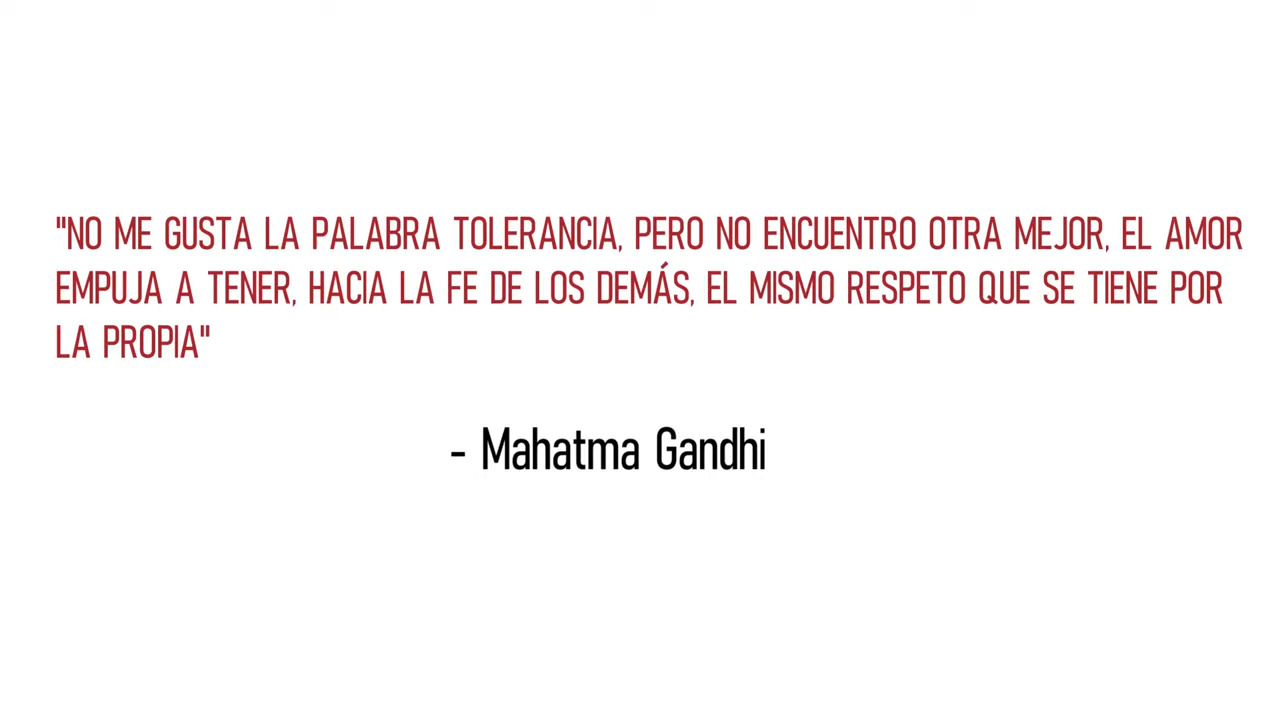 "NO ME GUSTA LA PALABRA TOLERANCIA, PERO NO ENCUENTRO OTRA MEJOR, EL AMOR
EMPUJA A TENER, HACIA LA FE DE LOS DEMÁS, EL MISMO RESPETO QUE SE TIENE POR
LA PROPIA"
- Mahatma Gandhi